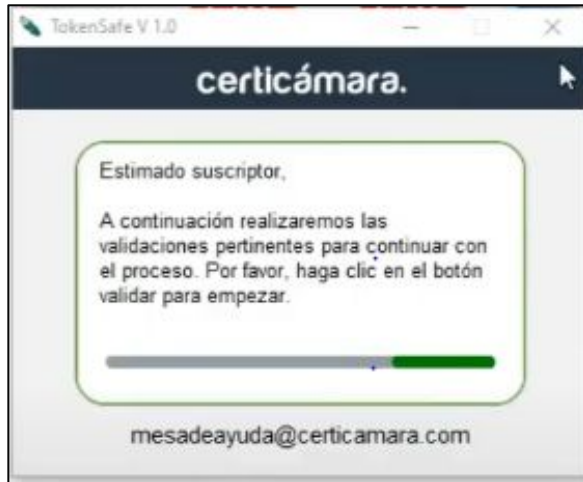 TokenSafe V 1.0
certicámara.
Estimado suscriptor,
A continuación realizaremos las
validaciones pertinentes para continuar con
el proceso. Por favor, haga clic en el botón
validar para empezar.
mesadeayuda@certicamara.com